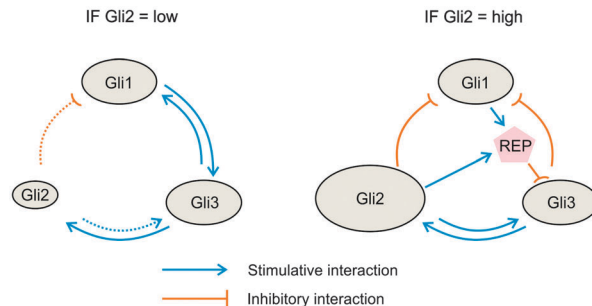 IF Gli2 = low
IF Gli2 = high
Gli1
Gli2
Gli3
Gli1
REP
Gli2
Gli3
Stimulative interaction
Inhibitory interaction